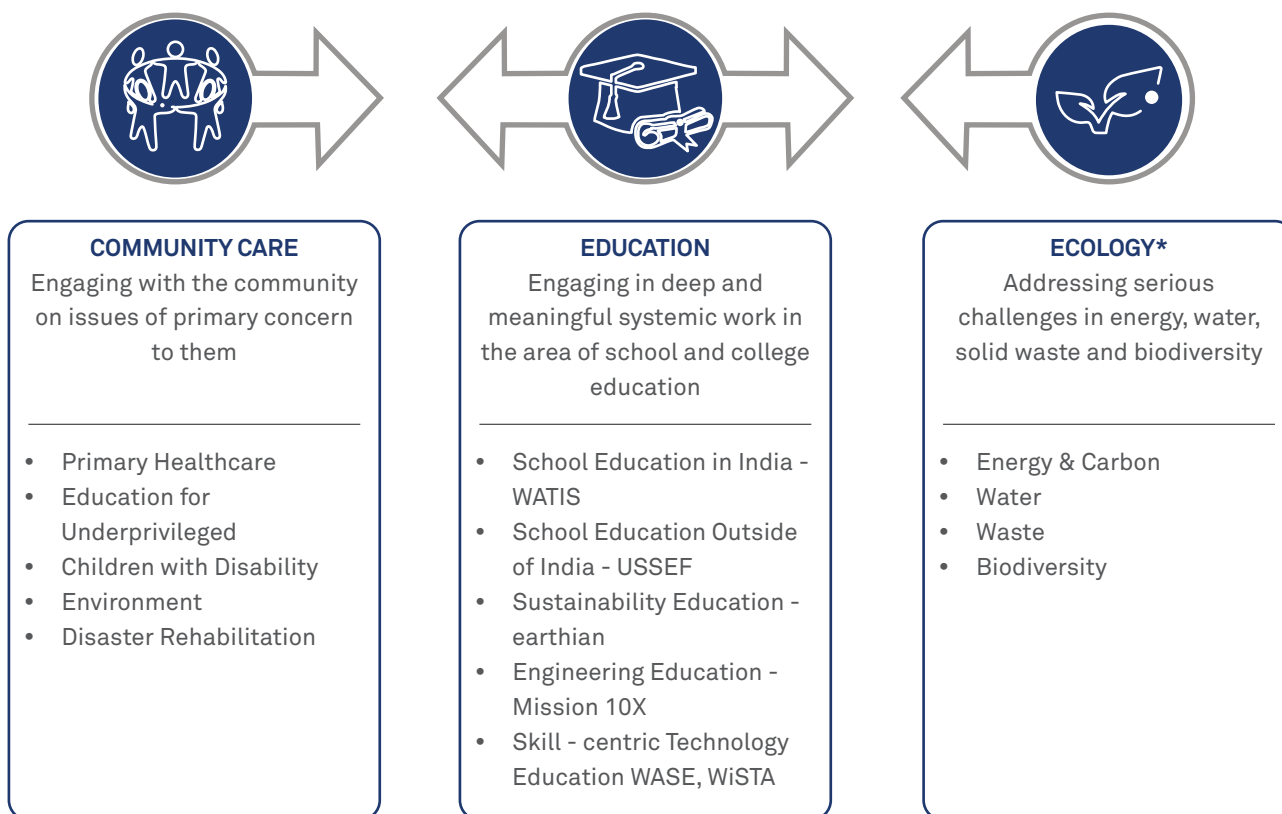 COMMUNITY CARE
Engaging with the community
on issues of primary concern
to them
• Primary Healthcare
• Education for
Underprivileged
• Children with Disability
• Environment
• Disaster Rehabilitation
EDUCATION
Engaging in deep and
meaningful systemic work in
the area of school and college
education
• School Education in India -
WATIS
• School Education Outside
of India - USSEF
• Sustainability Education -
earthian
• Engineering Education -
Mission 10X
• Skill - centric Technology
Education WASE, WiSTA
ECOLOGY*
Addressing serious
challenges in energy, water,
solid waste and biodiversity
• Energy & Carbon
• Water
• Waste
• Biodiversity